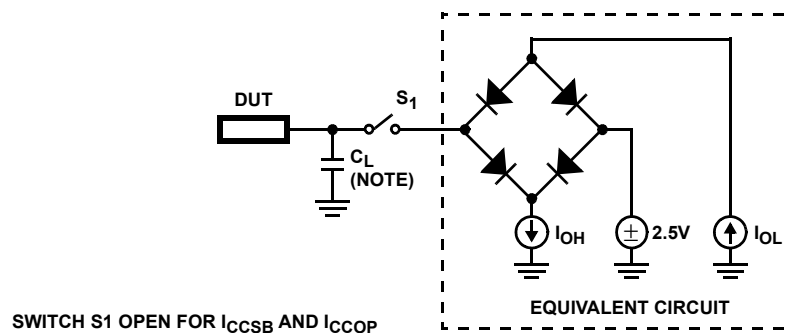 DUT
S1
CL
(NOTE)
IOH
± 2.5V
IOL
EQUIVALENT CIRCUIT
SWITCH S1 OPEN FOR ICCSB AND ICCOP